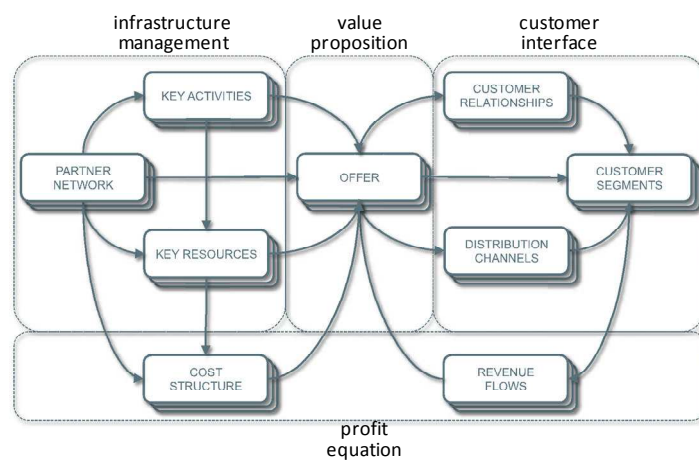 infrastructure
management
value
proposition
customer
interface
KEY ACTIVITIES
CUSTOMER
RELATIONSHIPS
PARTNER
NETWORK
OFFER
CUSTOMER
SEGMENTS
KEY RESOURCES
DISTRIBUTION
CHANNELS
COST
STRUCTURE
REVENUE
FLOWS
profit
equation